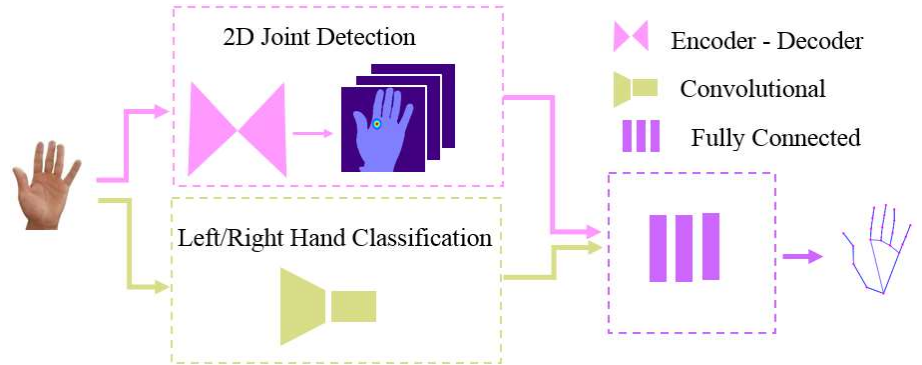 2D Joint Detection
Left/Right Hand Classification
Encoder - Decoder
Convolutional
Fully Connected